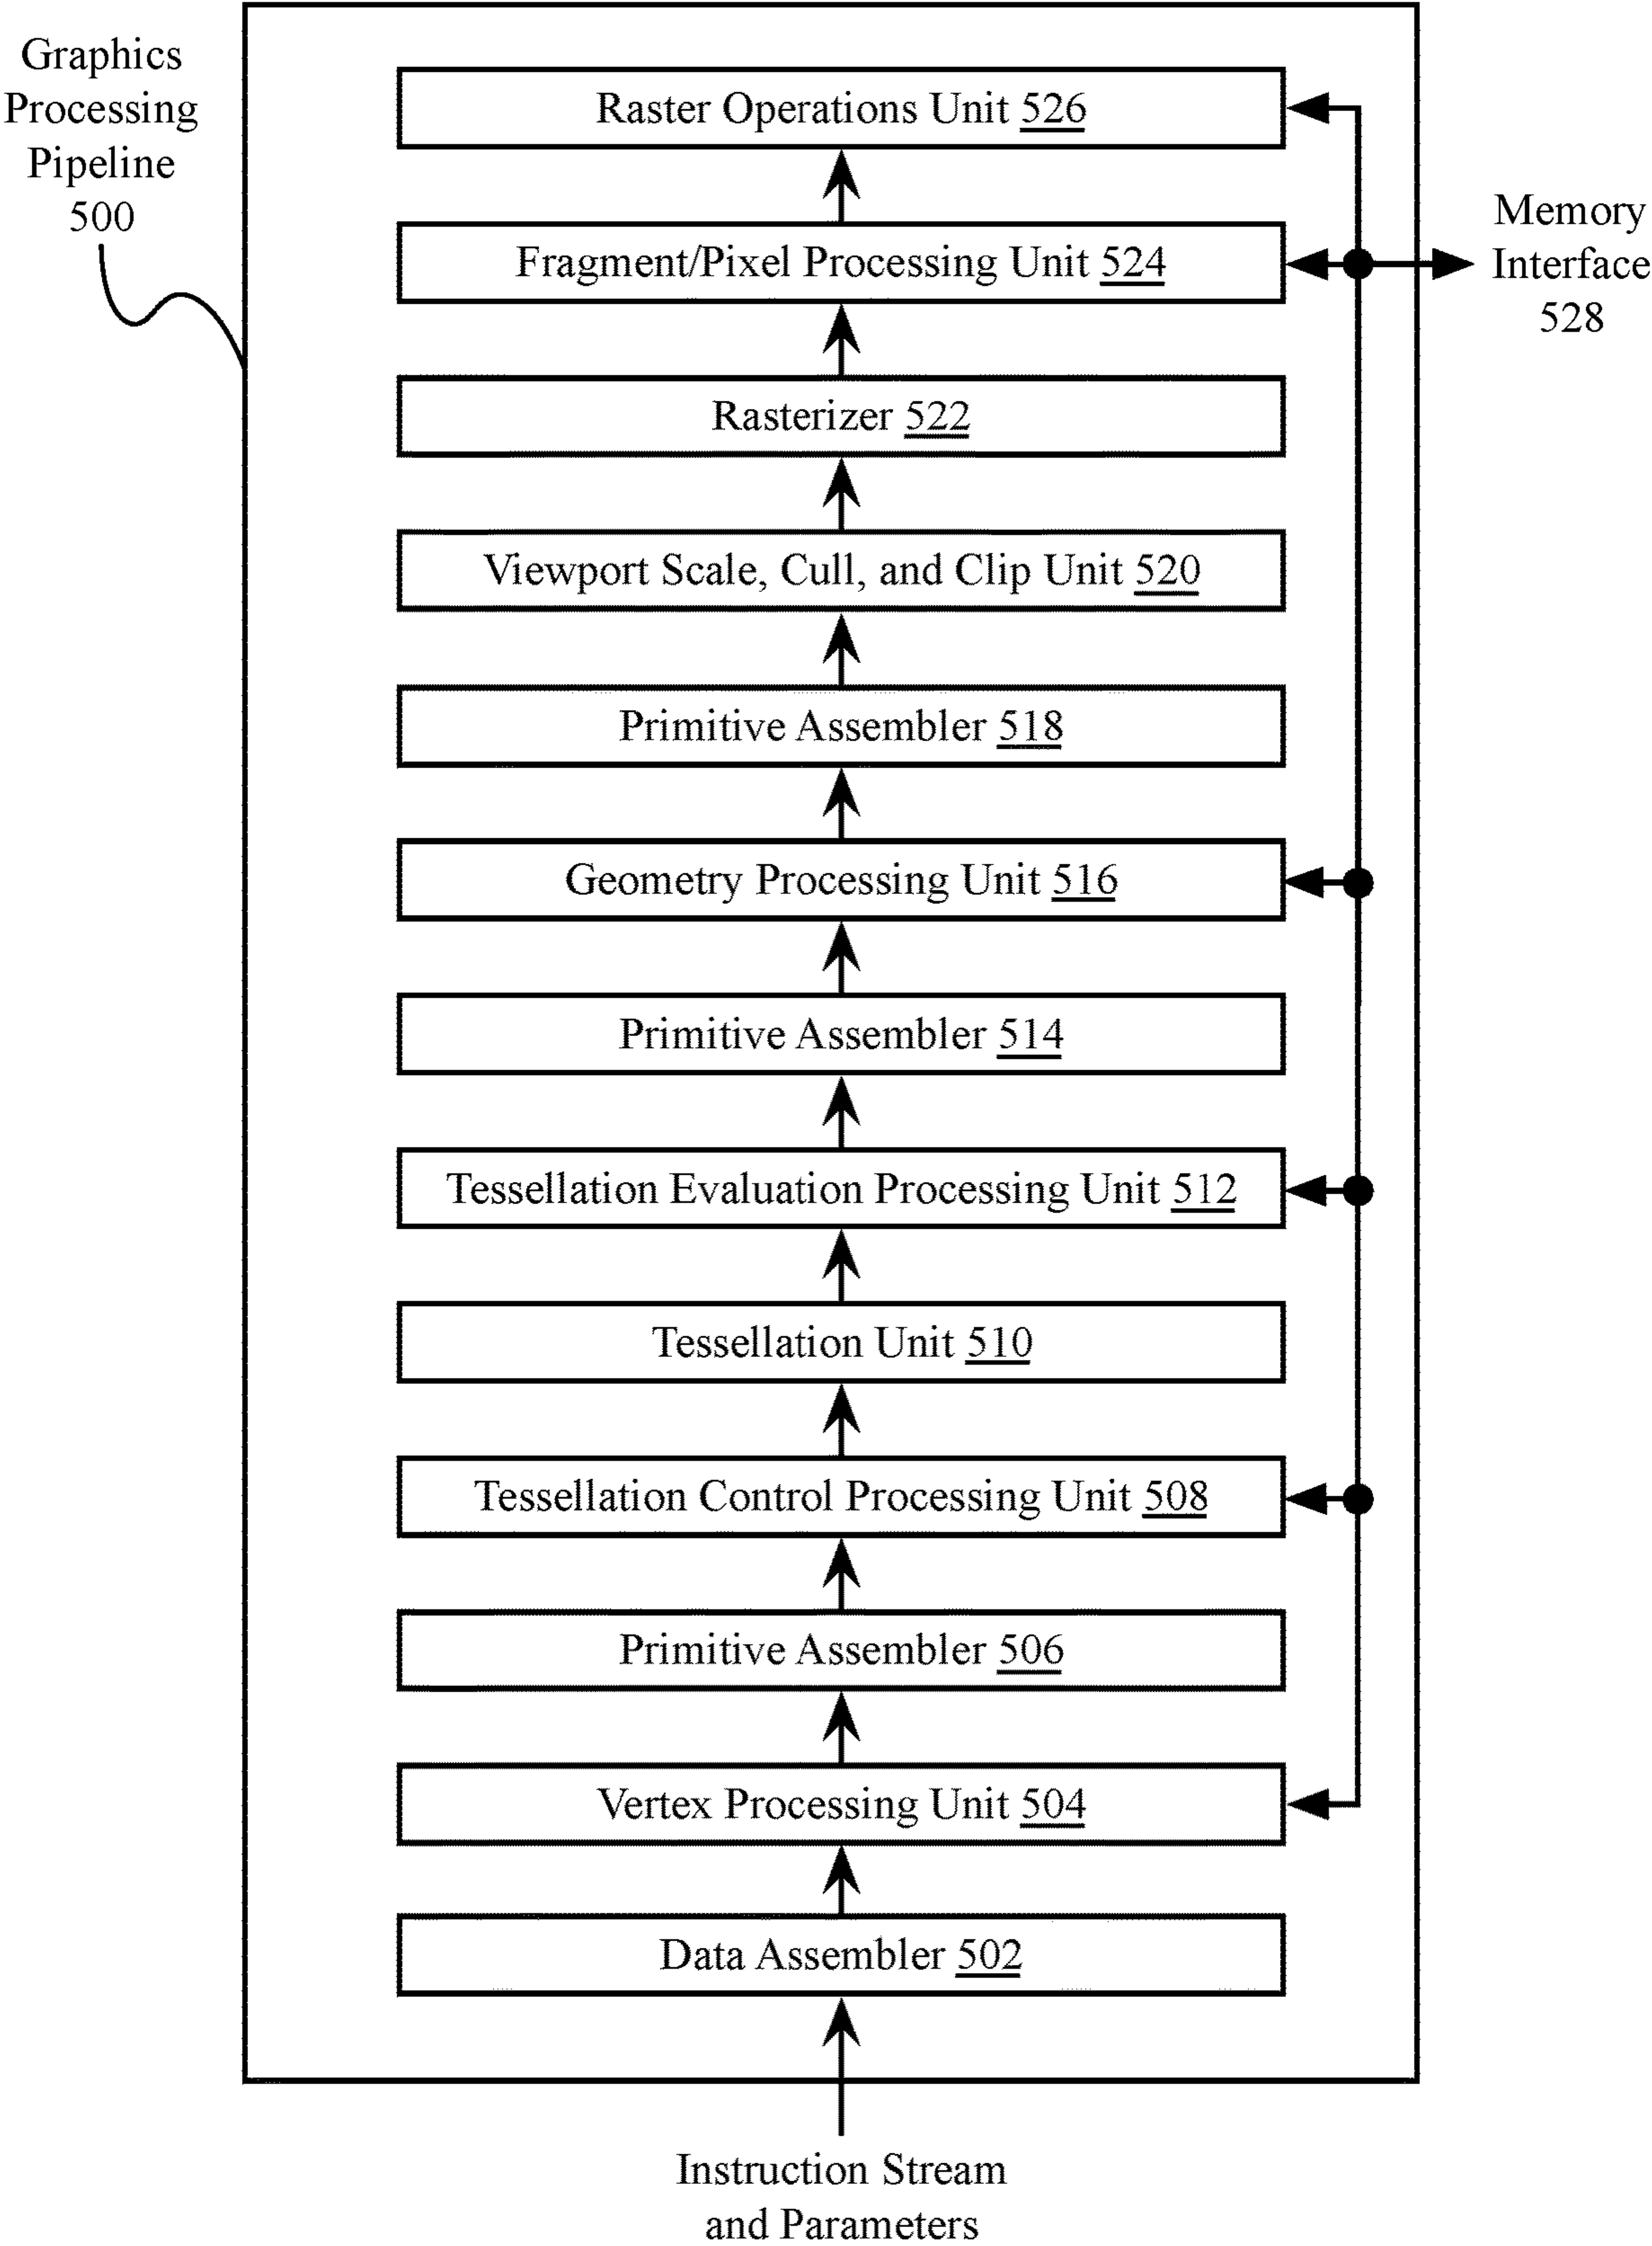 Graphics
Processing
Pipeline
500
Raster Operations Unit 526
Fragment/Pixel Processing Unit 524
Memory
Interface
528
Rasterizer 522
Viewport Scale, Cull, and Clip Unit 520
Primitive Assembler 518
Geometry Processing Unit 516
Primitive Assembler 514
Tessellation Evaluation Processing Unit 512
Tessellation Unit 510
Tessellation Control Processing Unit 508
Primitive Assembler 506
Vertex Processing Unit 504
Data Assembler 502
Instruction Stream
and Parameters